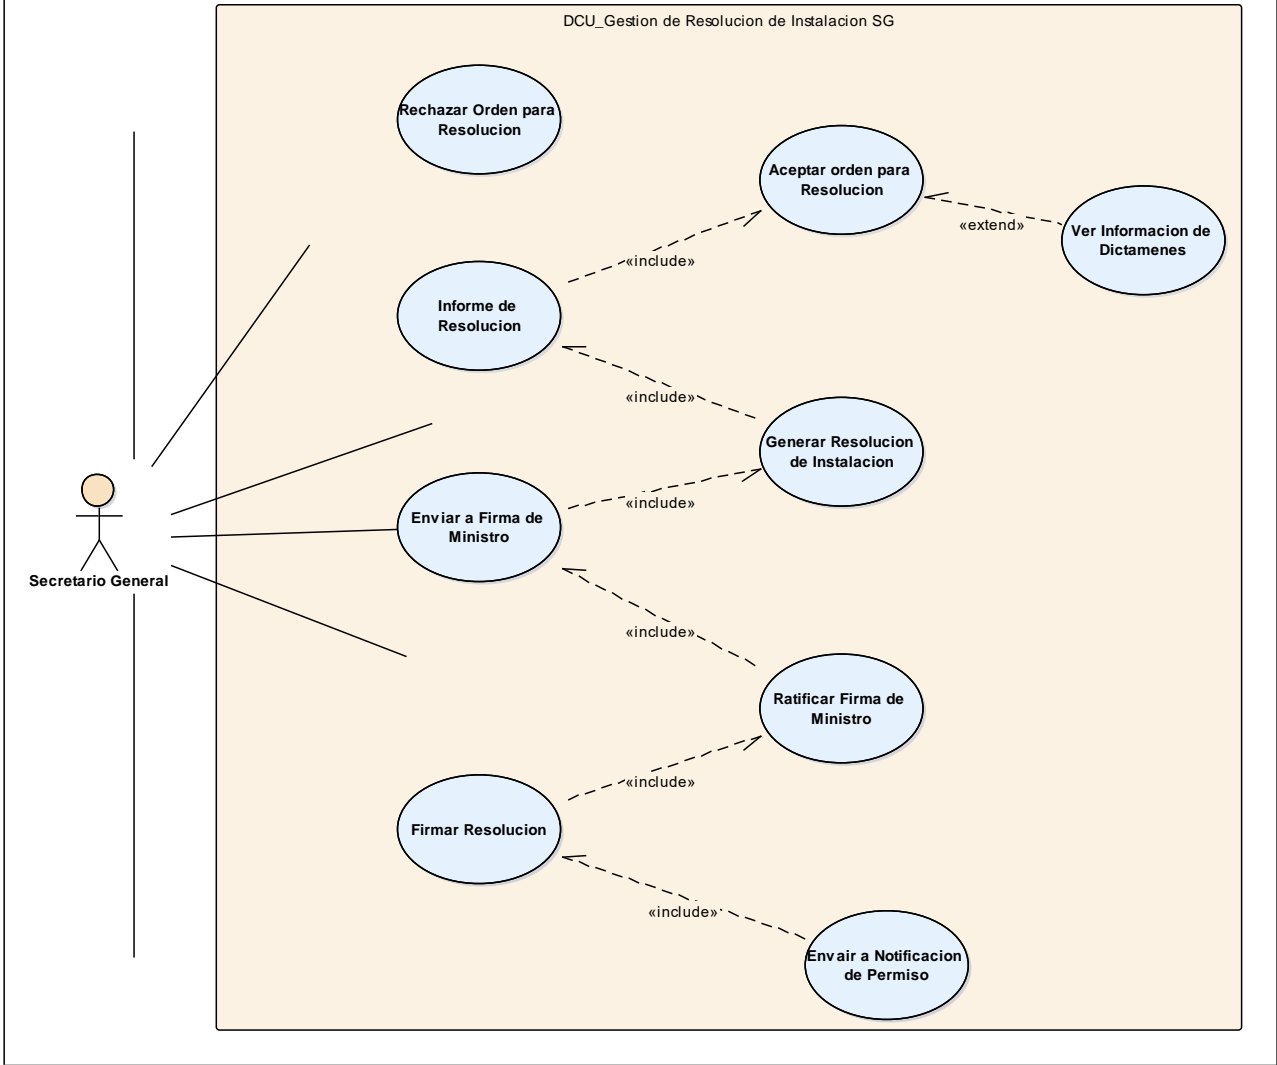 DCU_Gestion de Resolucion de Instalacion SG
Rechazar Orden para
Resolucion
Aceptar orden para
Resolucion
Ver Informacion de
Dictamenes
«extend»
«include»
Informe de
Resolucion
«include»
Generar Resolucion
de Instalacion
«include»
Enviar a Firma de
Ministro
Secretario General
«include»
Ratificar Firma de
Ministro
«include»
Firmar Resolucion
«include»
Envair a Notificacion
de Permiso